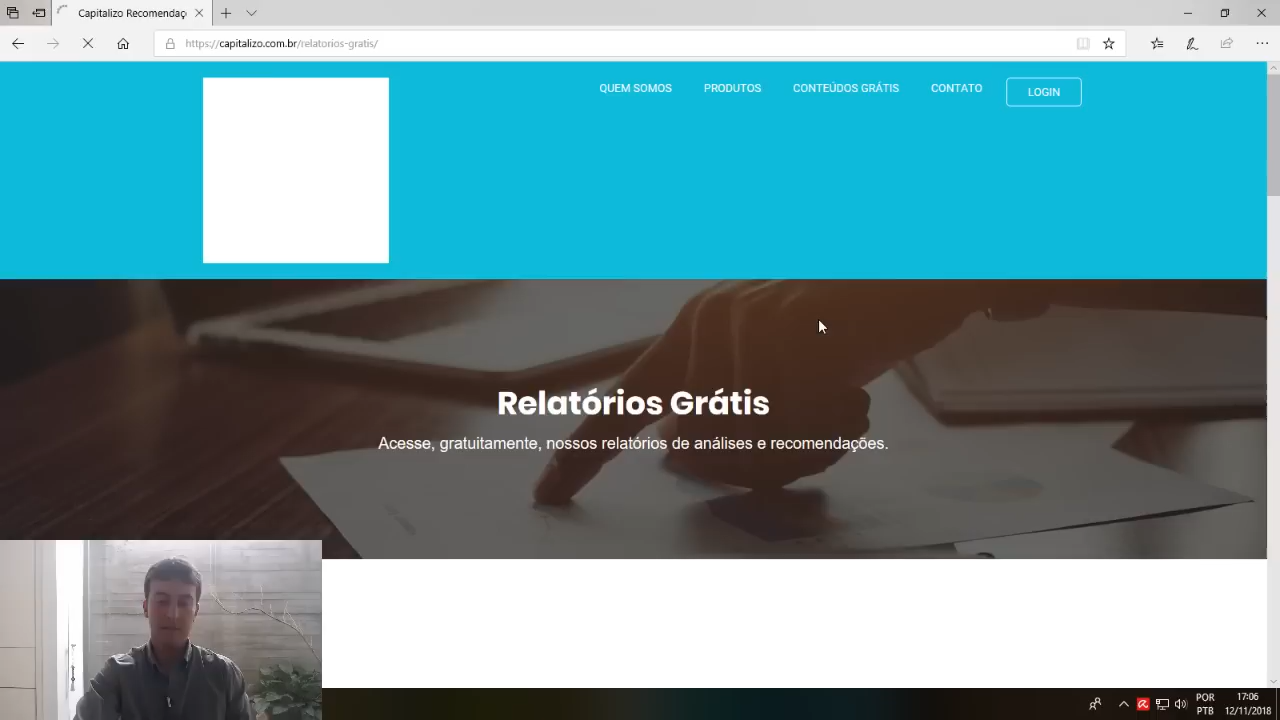 Capitalizo Recomendaç
https://capitalizo.com.br/relatorios-gratis/
QUEM SOMOS
PRODUTOS
CONTEÚDOS GRÁTIS
CONTATO
LOGIN
Relatórios Grátis
Acesse, gratuitamente, nossos relatórios de análises e recomendações.
POR
PTB
17:06
12/11/2018